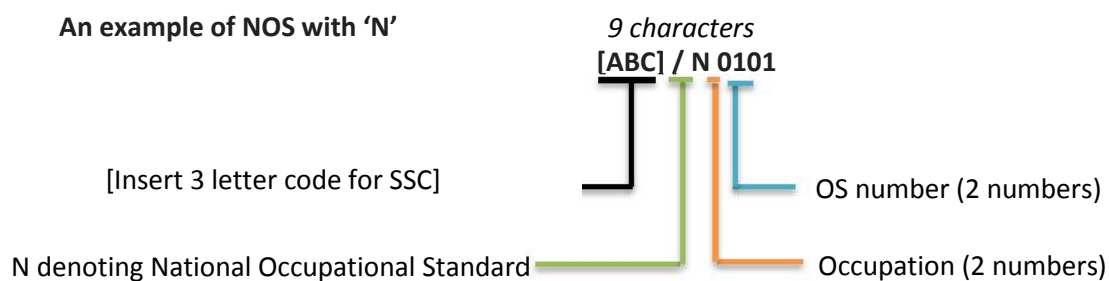 An example of NOS with ‘N’
9 characters
[ABC] / N 0101
[Insert 3 letter code for SSC]
OS number (2 numbers)
N denoting National Occupational Standard
Occupation (2 numbers)